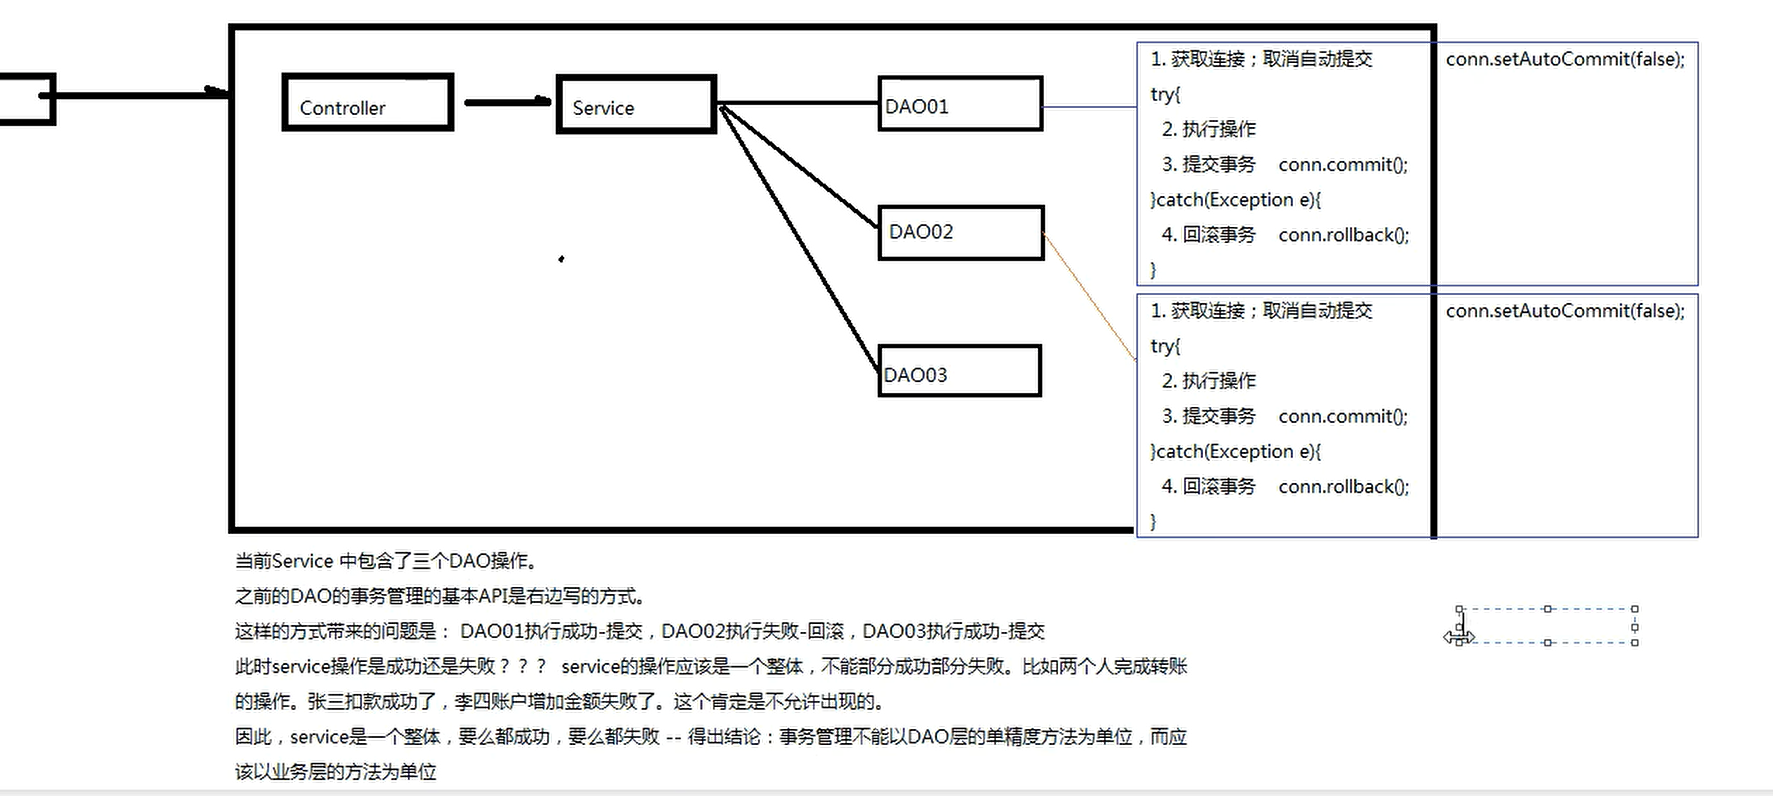 Controller
Service
DAO01
DAO02
DAO03
1. 获取连接；取消自动提交 conn.setAutoCommit(false);
try{
2. 执行操作
3. 提交事务 conn.commit();
}catch(Exception e){
4. 回滚事务 conn.rollback();
}
1. 获取连接；取消自动提交 conn.setAutoCommit(false);
try{
2. 执行操作
3. 提交事务 conn.commit();
}catch(Exception e){
4. 回滚事务 conn.rollback();
}
当前Service 中包含了三个DAO操作。
之前的DAO的事务管理的基本API是右边写的方式。
这样的方式带来的问题是： DAO01执行成功-提交，DAO02执行失败-回滚，DAO03执行成功-提交
此时service操作是成功还是失败？？？ service的操作应该是一个整体，不能部分成功部分失败。比如两个人完成转账
的操作。张三扣款成功了，李四账户增加金额失败了。这个肯定是不允许出现的。
因此，service是一个整体，要么都成功，要么都失败 -- 得出结论：事务管理不能以DAO层的单精度方法为单位，而应
该以业务层的方法为单位